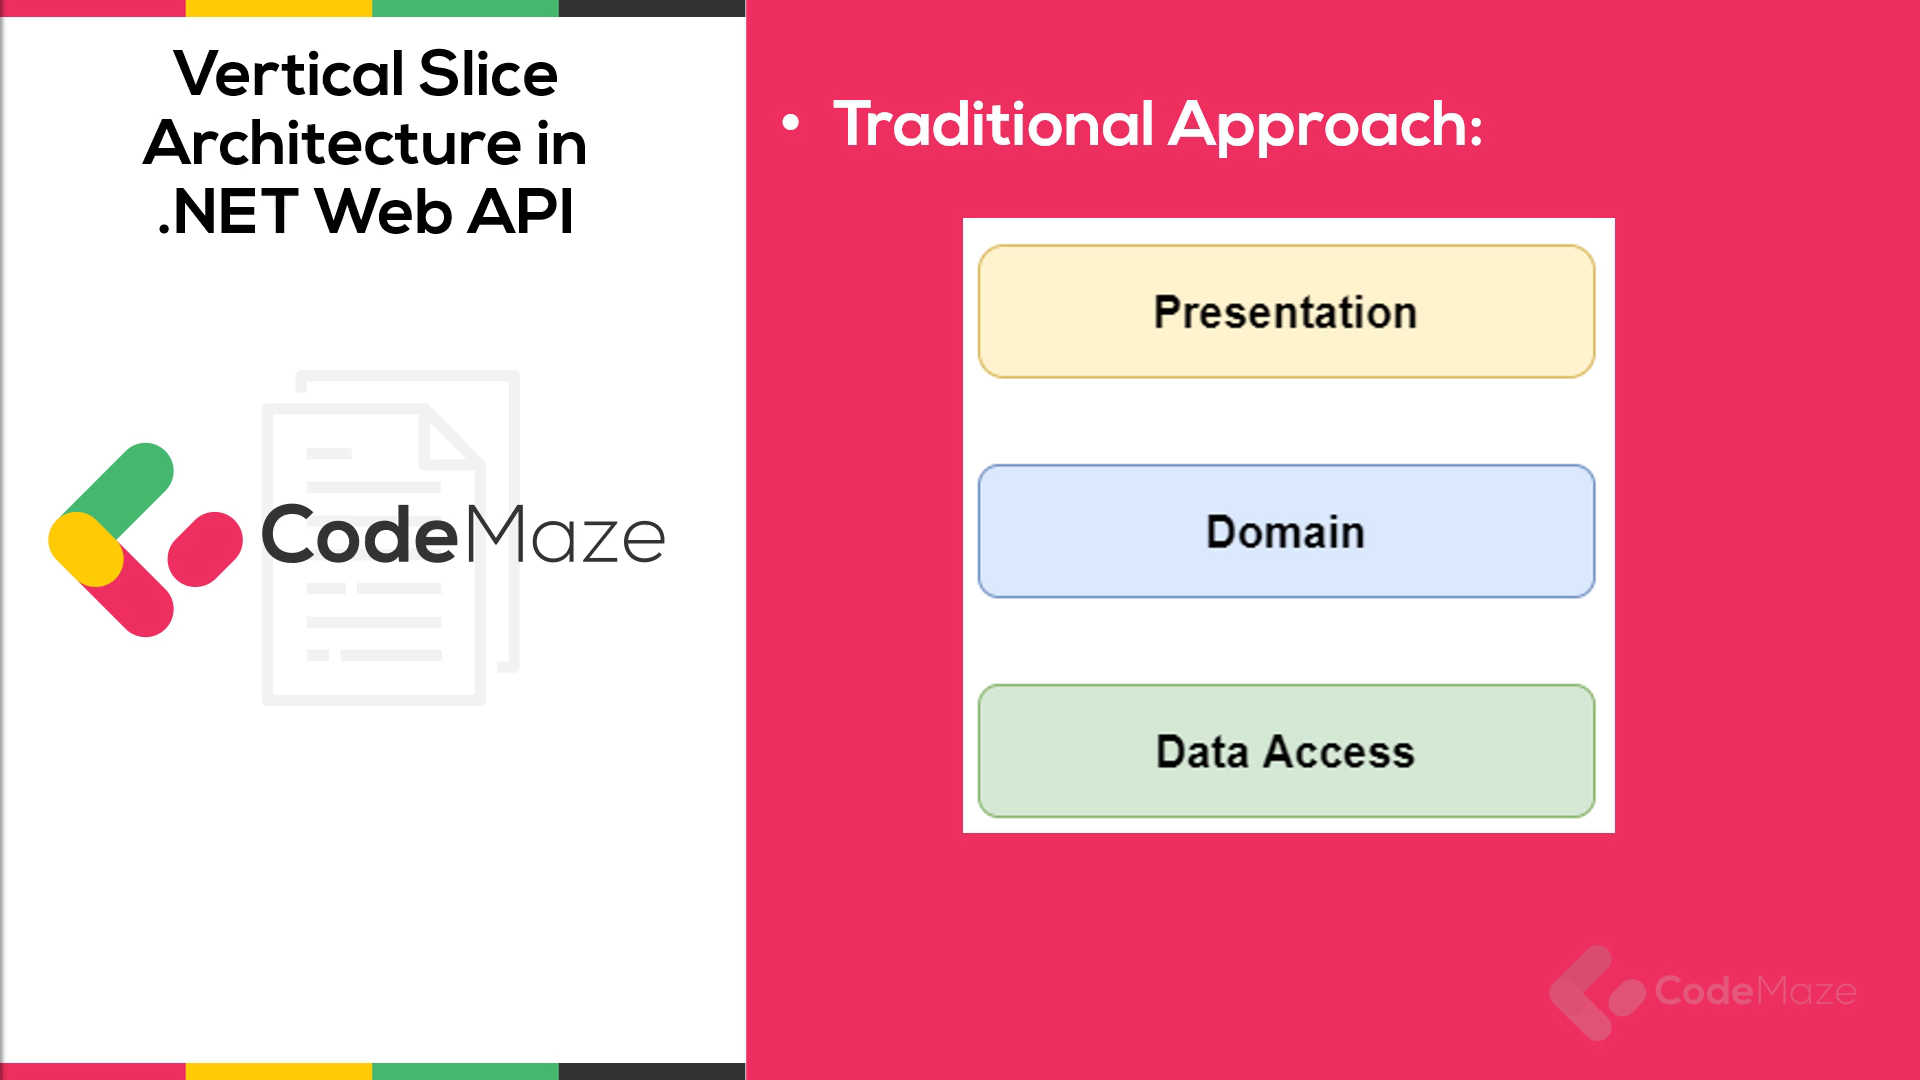 Vertical Slice
Architecture in
.NET Web API
CodeMaze
• Traditional Approach:
Presentation
Domain
Data Access
CodeMaze